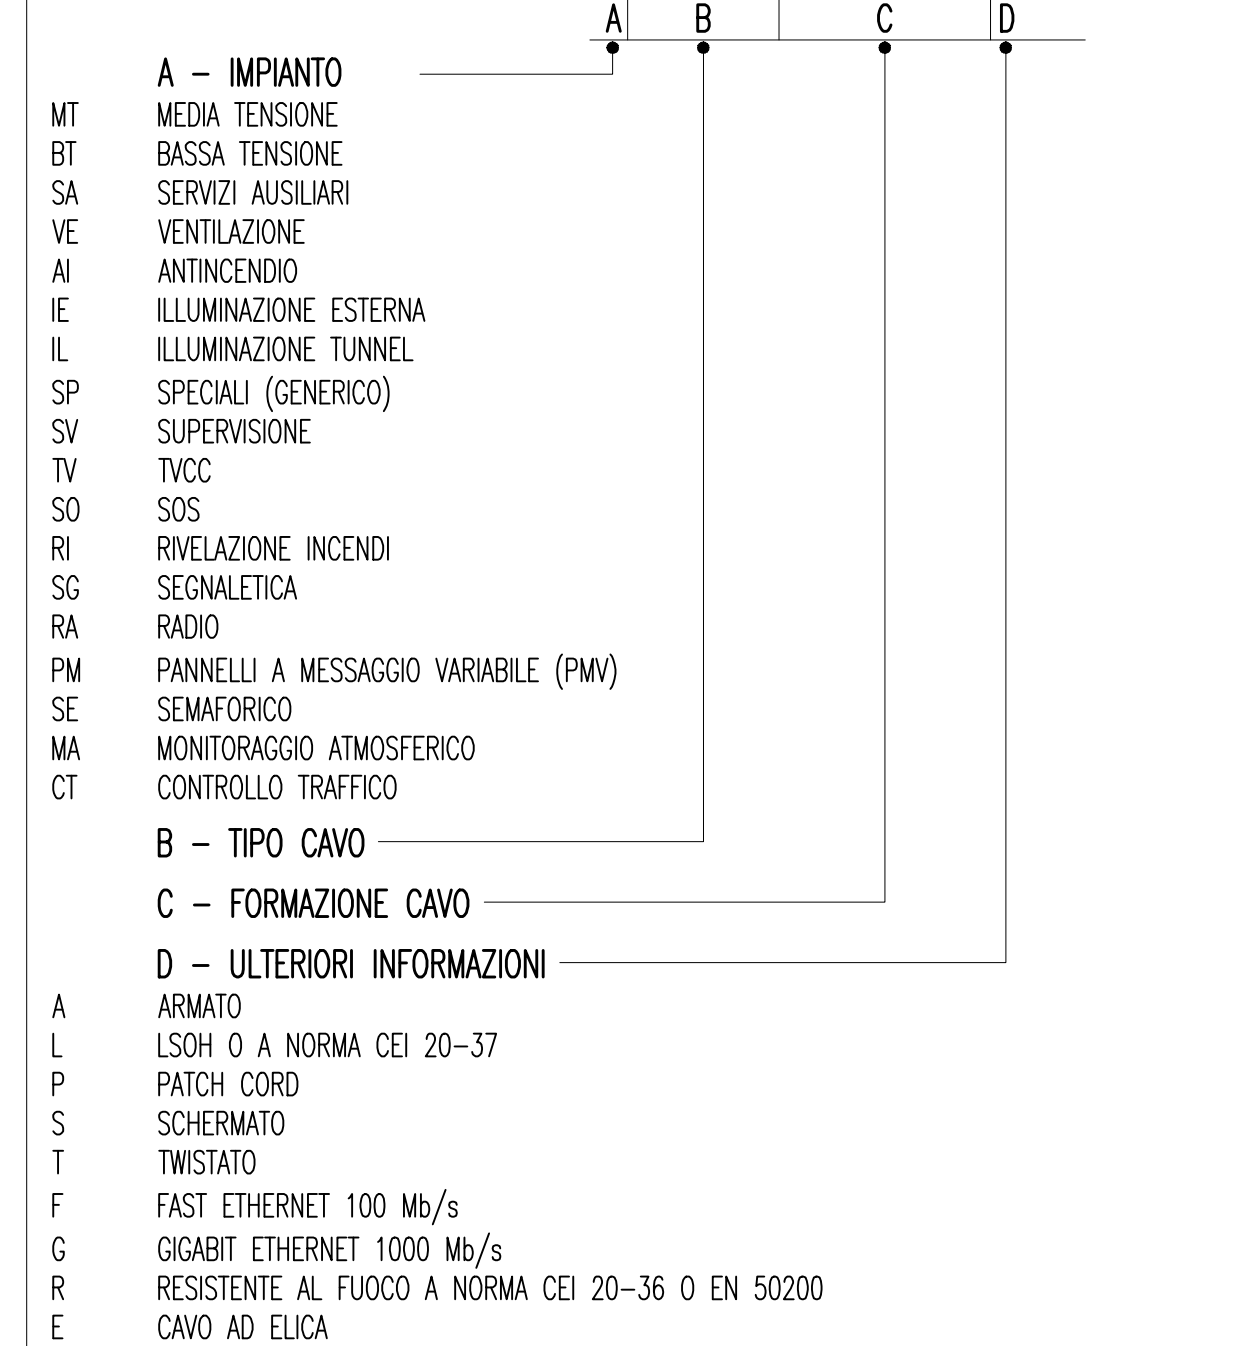 A B C D
A – IMPIANTO
MT MEDIA TENSIONE
BT BASSA TENSIONE
SA SERVIZI AUSILIARI
VE VENTILAZIONE
AI ANTINCENDIO
IE ILLUMINAZIONE ESTERNA
IL ILLUMINAZIONE TUNNEL
SP SPECIALI (GENERICO)
SV SUPERVISIONE
TV TVCC
SO SOS
RI RIVELAZIONE INCENDI
SG SEGNALETICA
RA RADIO
PM PANNELLI A MESSAGGIO VARIABILE (PMV)
SE SEMAFORICO
MA MONITORAGGIO ATMOSFERICO
CT CONTROLLO TRAFFICO
B – TIPO CAVO
C – FORMAZIONE CAVO
D – ULTERIORI INFORMAZIONI
A ARMATO
L LSOH O A NORMA CEI 20–37
P PATCH CORD
S SCHERMATO
T TWISTATO
F FAST ETHERNET 100 Mb/s
G GIGABIT ETHERNET 1000 Mb/s
R RESISTENTE AL FUOCO A NORMA CEI 20–36 O EN 50200
E CAVO AD ELICA